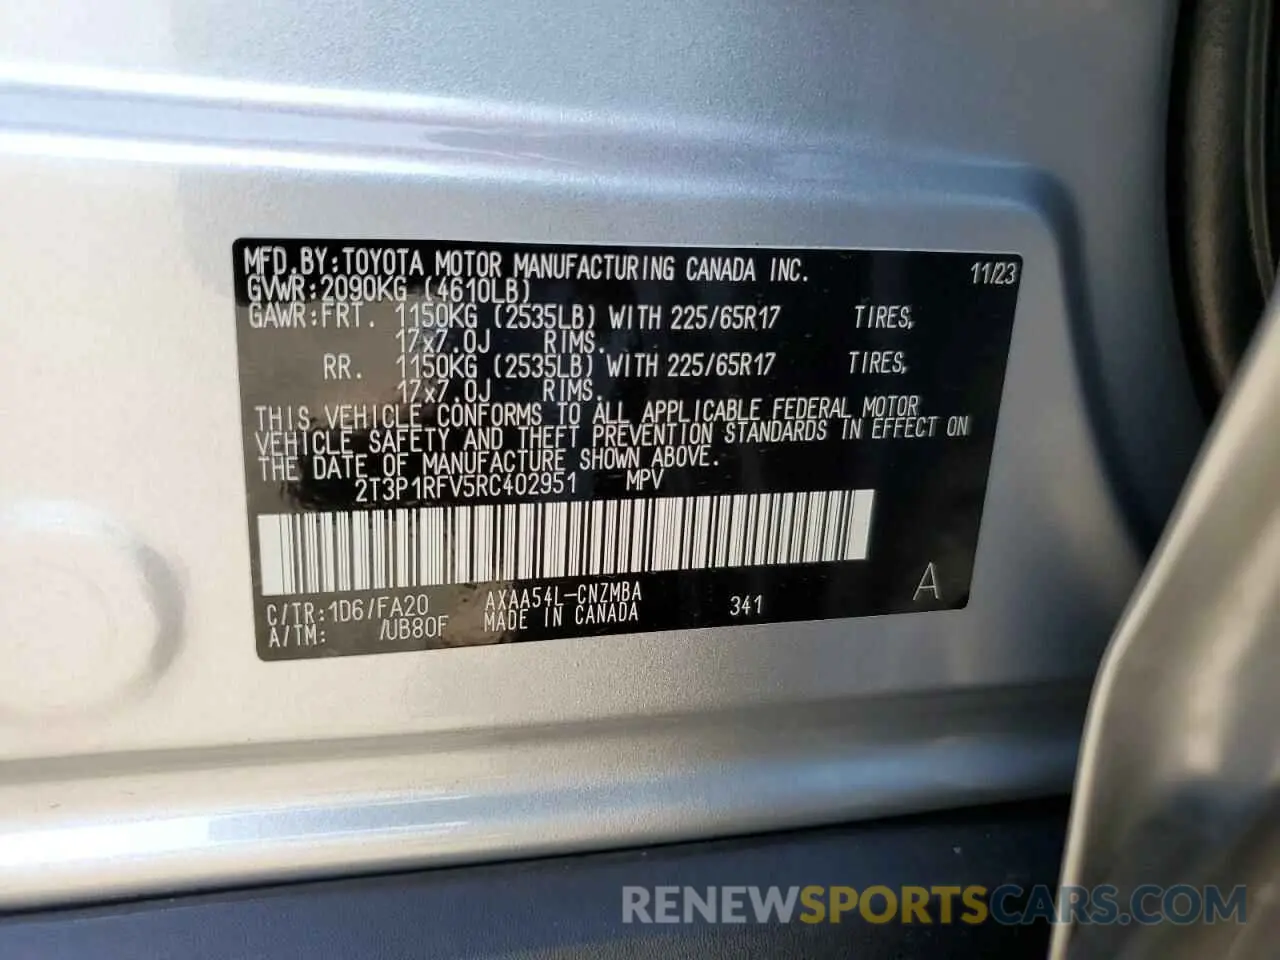 MFD.BY:TOYOTA MOTOR MANUFACTURING CANADA INC. 11/23
GVWR:2090KG (4610LB)
GAWR:FRT. 1150KG (2535LB) WITH 225/65R17 TIRES,
17x7.0J RIMS.
RR. 1150KG (2535LB) WITH 225/65R17 TIRES,
17x7.0J RIMS.
THIS VEHICLE CONFORMS TO ALL APPLICABLE FEDERAL MOTOR
VEHICLE SAFETY AND THEFT PREVENTION STANDARDS IN EFFECT ON
THE DATE OF MANUFACTURE SHOWN ABOVE.
2T3P1RFV5RC402951 MPV
C/TR:1D6/FA20 AXAA54L-CNZMBA 341 A
A/TM: /UB80F MADE IN CANADA
RENEWSPORTSCARS.COM